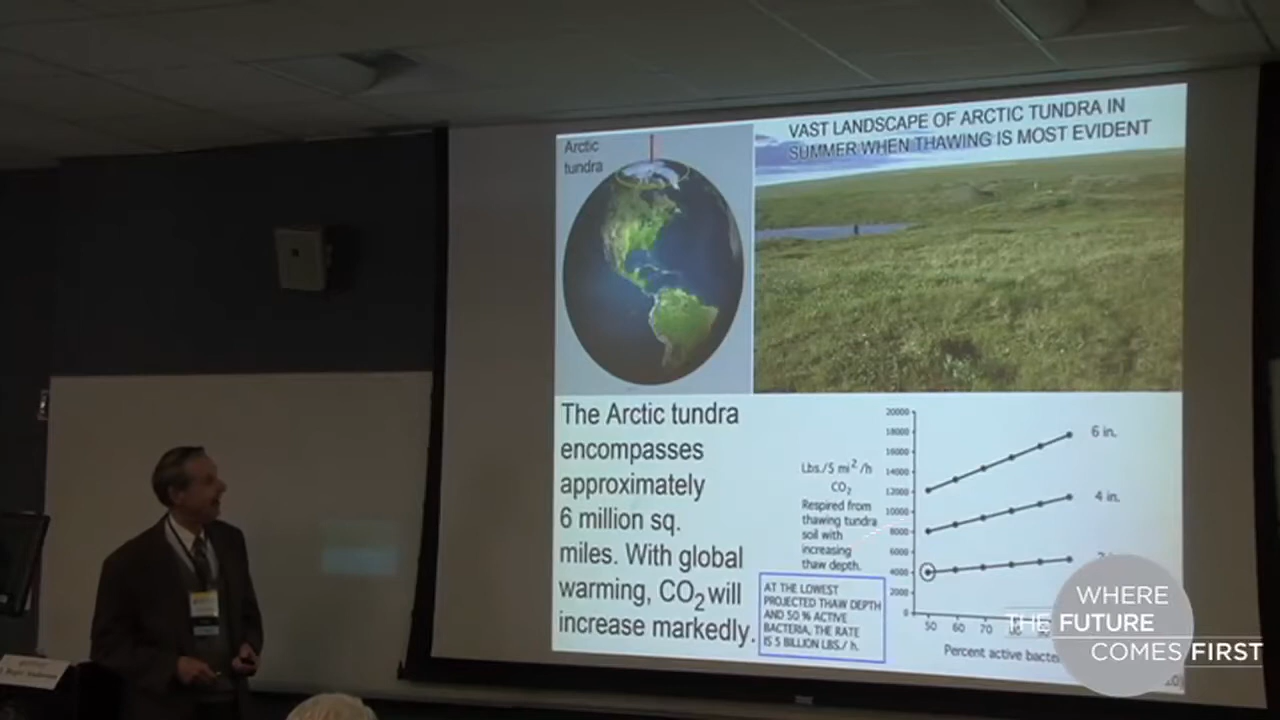 Arctic
tundra
VAST LANDSCAPE OF ARCTIC TUNDRA IN
SUMMER WHEN THAWING IS MOST EVIDENT
The Arctic tundra
encompasses
approximately
6 million sq.
miles. With global
warming, CO2 will
increase markedly.
Lbs./5 mi2/h
CO2
Respired from
thawing tundra
soil with
increasing
thaw depth.
AT THE LOWEST
PROJECTED THAW DEPTH
AND 50 % ACTIVE
BACTERIA, THE RATE
IS 5 BILLION LBS./ h.
20000
18000
16000
14000
12000
10000
8000
6000
4000
2000
0
6 in.
4 in.
50 60 70
Percent active
WHERE
THE FUTURE
COMES FIRST